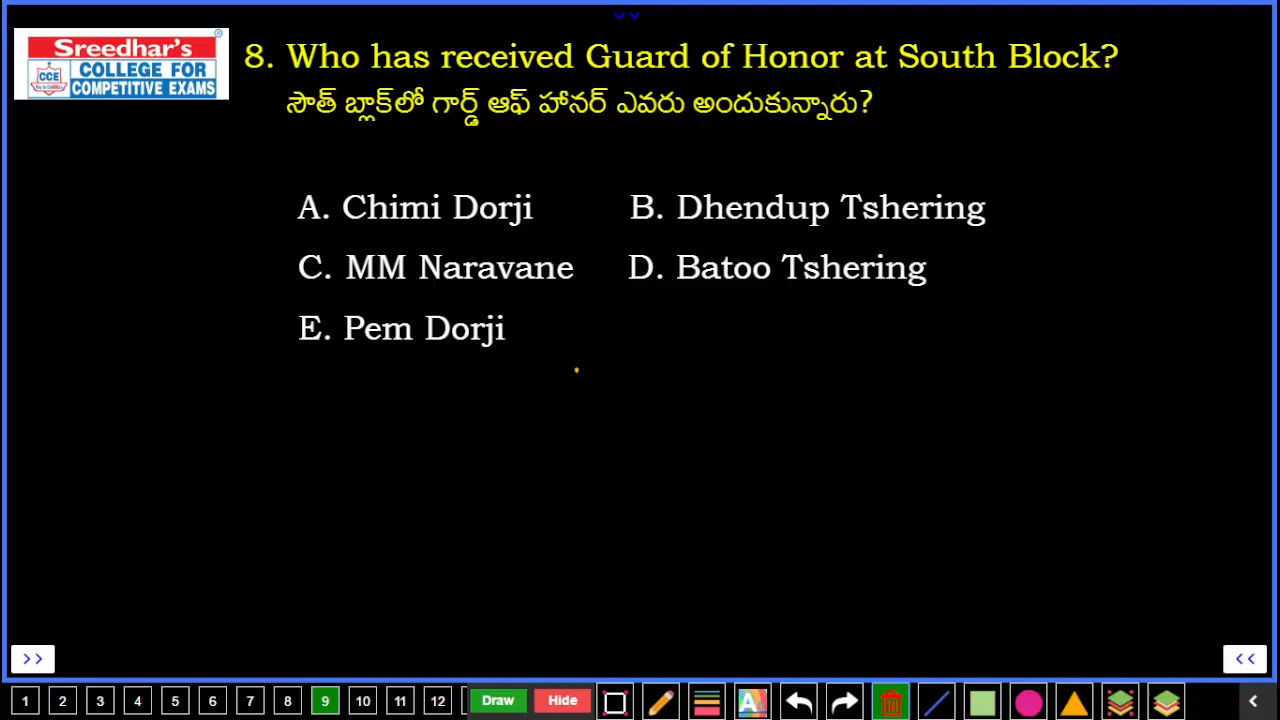 Sreedhar's
CCE
COLLEGE FOR
COMPETITIVE EXAMS
8. Who has received Guard of Honor at South Block?
సౌత్ బ్లాక్‌లో గార్డ్ ఆఫ్ హానర్ ఎవరు అందుకున్నారు?
A. Chimi Dorji B. Dhendup Tshering
C. MM Naravane D. Batoo Tshering
E. Pem Dorji
>> <<
1 2 3 4 5 6 7 8 9 10 11 12 Draw Hide A <